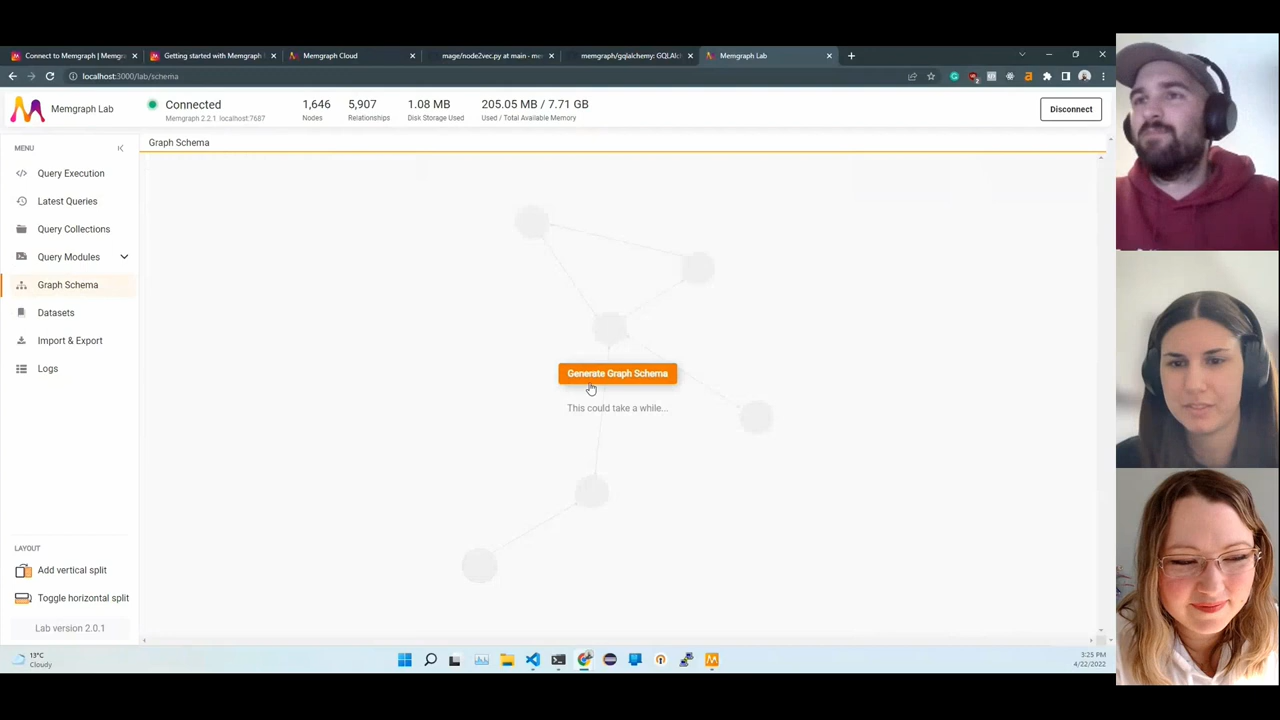 Connect to Memgraph | Memgra
Getting started with Memgraph
Memgraph Cloud
mage/node2vec.py at main · me
memgraph/gqlalchemy: GQLAlc
Memgraph Lab
localhost:3000/lab/schema
Memgraph Lab
Connected
Memgraph 2.2.1 localhost:7687
1,646
Nodes
5,907
Relationships
1.08 MB
Disk Storage Used
205.05 MB / 7.71 GB
Used / Total Available Memory
Disconnect
MENU
Graph Schema
Query Execution
Latest Queries
Query Collections
Query Modules
Graph Schema
Datasets
Import & Export
Logs
Generate Graph Schema
This could take a while...
LAYOUT
Add vertical split
Toggle horizontal split
Lab version 2.0.1
13°C
Cloudy
3:25 PM
4/22/2022